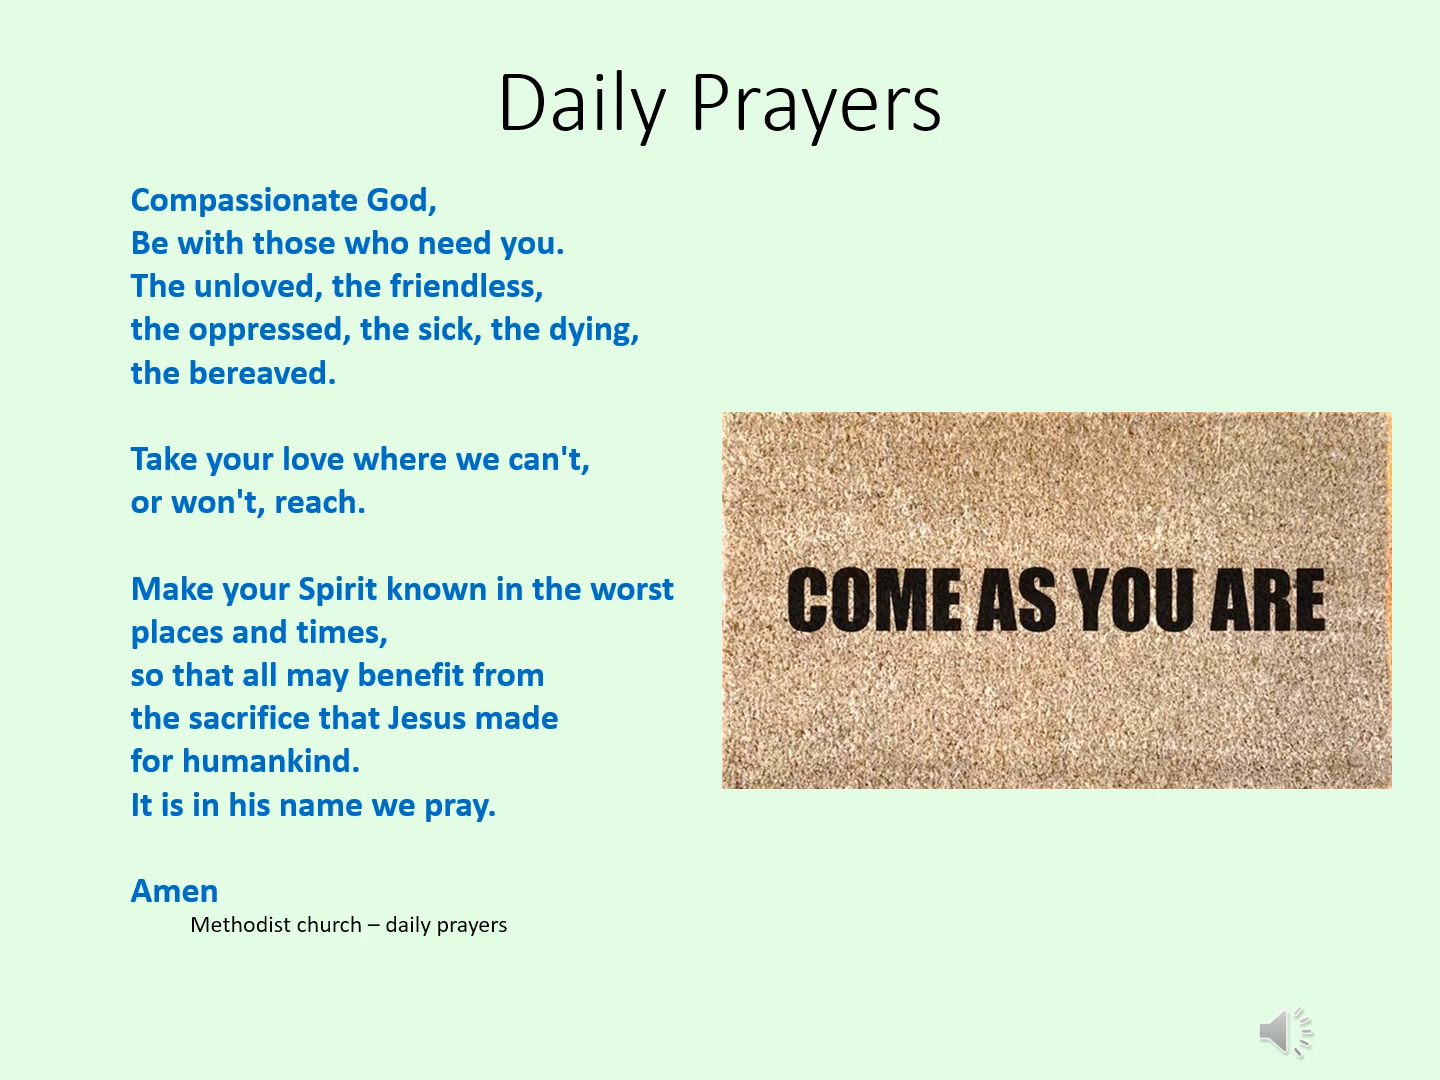 Daily Prayers
Compassionate God,
Be with those who need you.
The unloved, the friendless,
the oppressed, the sick, the dying,
the bereaved.
Take your love where we can't,
or won't, reach.
Make your Spirit known in the worst
places and times,
so that all may benefit from
the sacrifice that Jesus made
for humankind.
It is in his name we pray.
Amen
Methodist church – daily prayers
COME AS YOU ARE